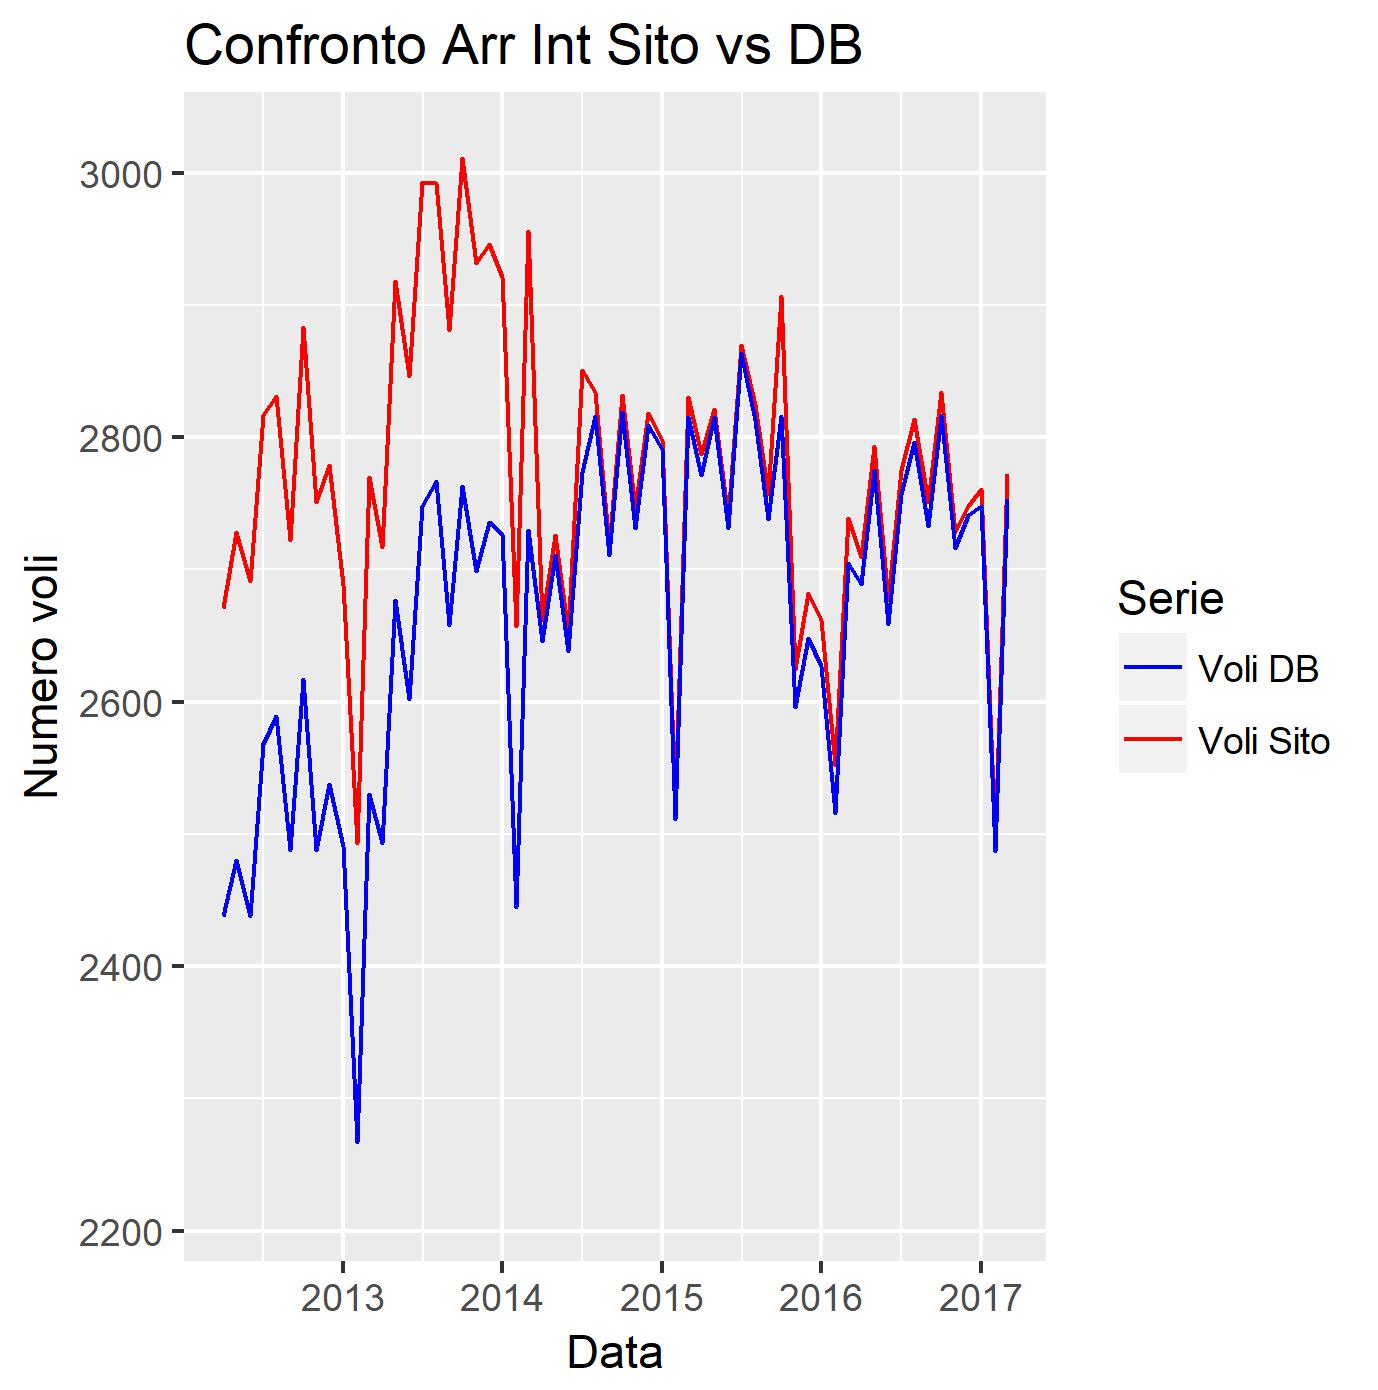 Confronto Arr Int Sito vs DB
3000
2800
2600
2400
2200
Numero voli
2013 2014 2015 2016 2017
Data
Serie
Voli DB
Voli Sito